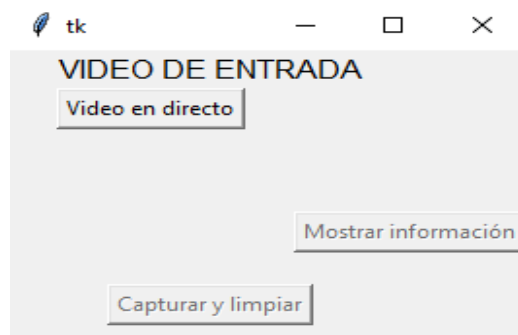 tk
VIDEO DE ENTRADA
Video en directo
Mostrar información
Capturar y limpiar